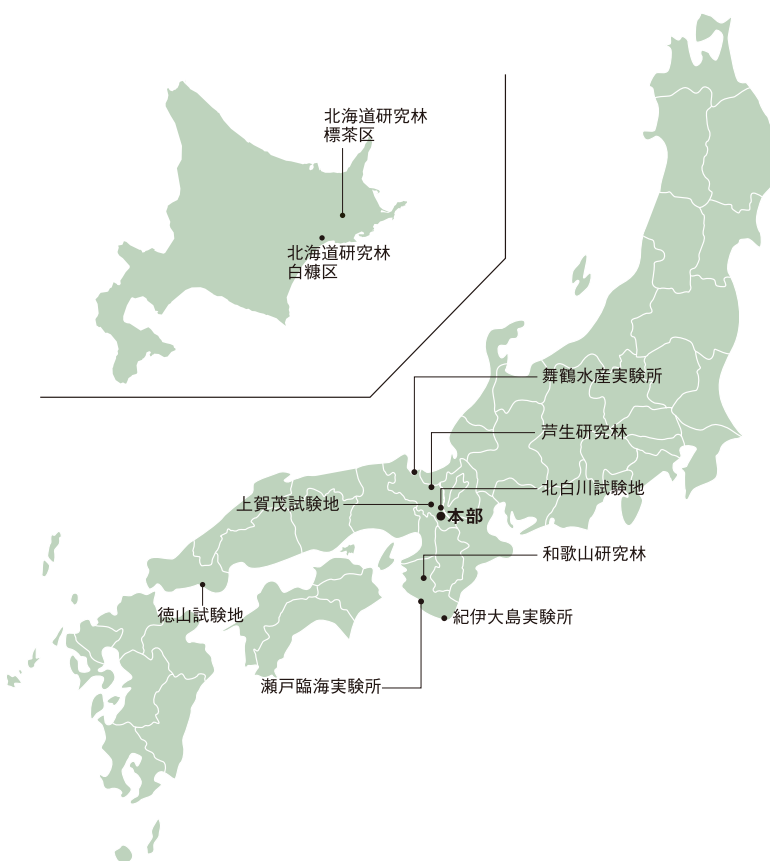 北海道研究林
標茶区
北海道研究林
白糠区
舞鶴水産実験所
芦生研究林
北白川試験地
上賀茂試験地
本部
和歌山研究林
徳山試験地
紀伊大島実験所
瀬戸臨海実験所